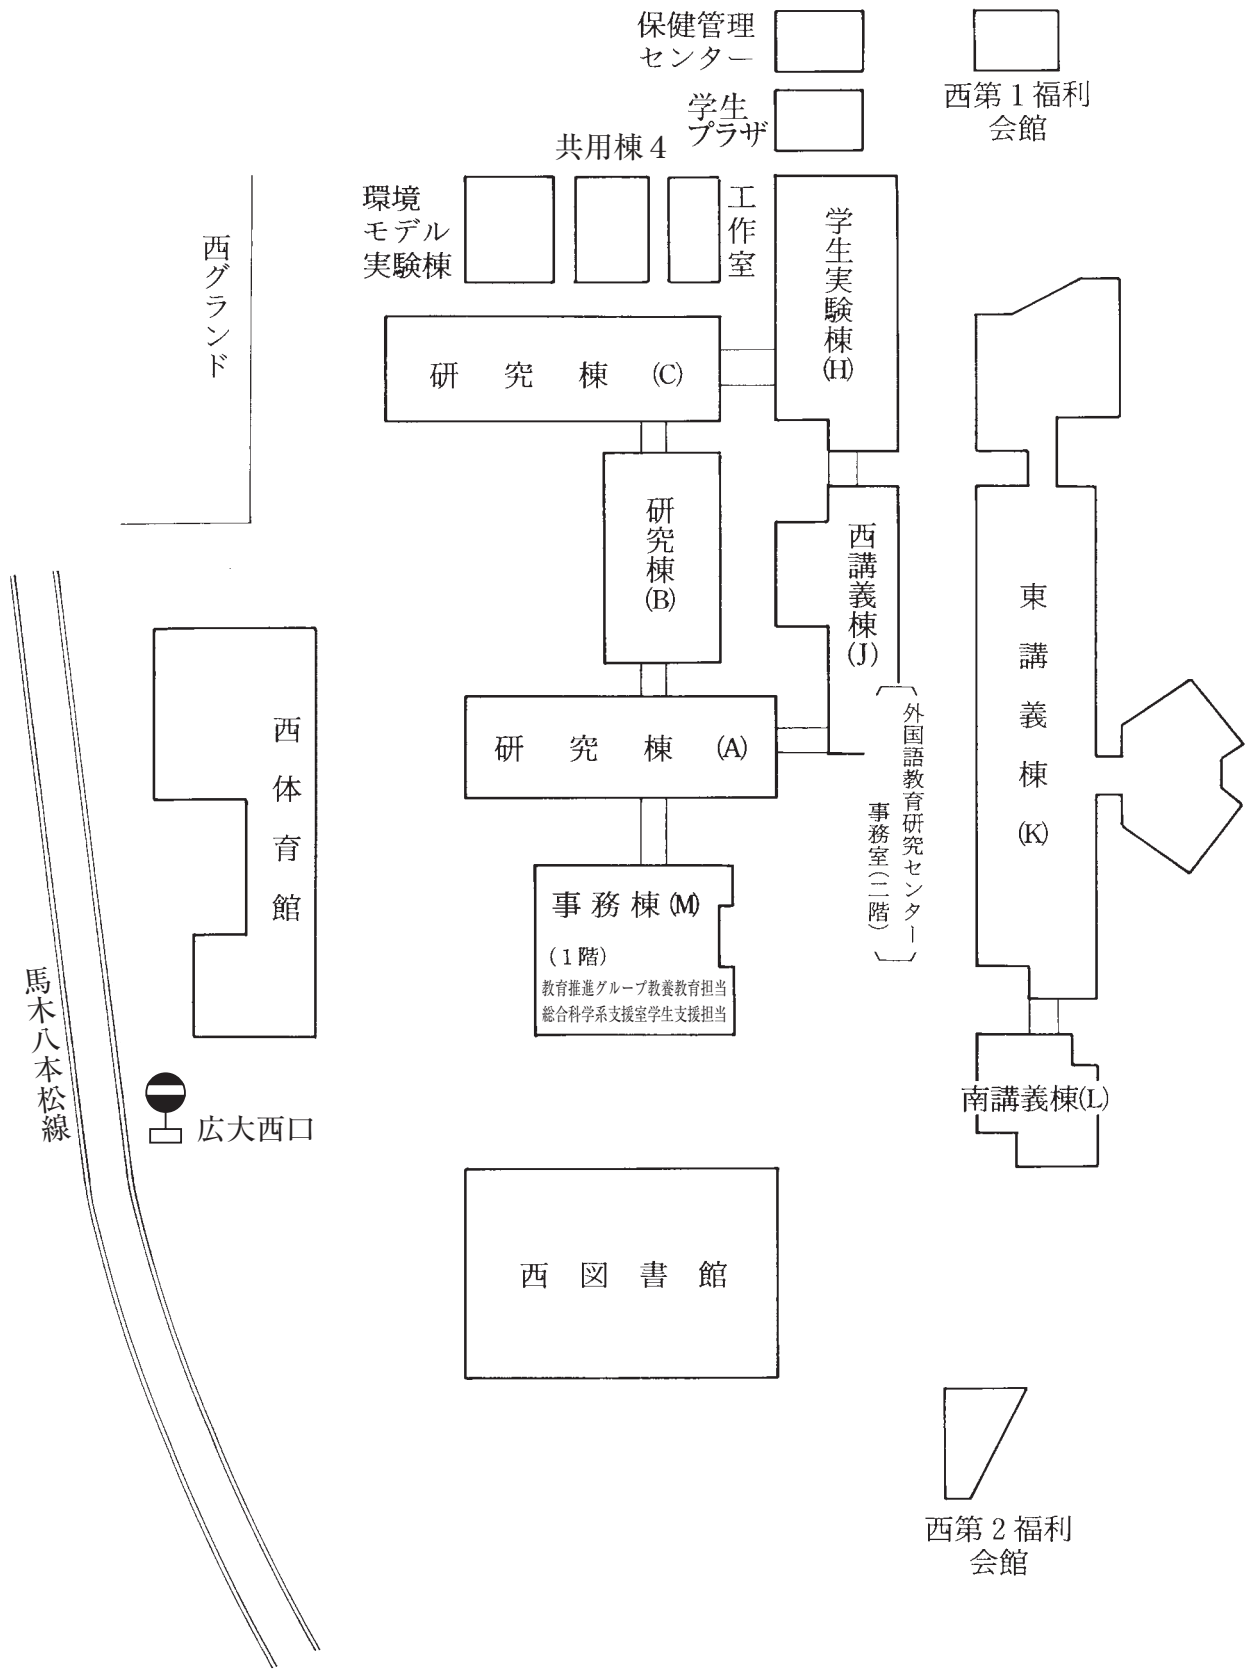 保健管理
センター
西第1福利
会館
学生
プラザ
共用棟4
環境
モデル
実験棟
工作室
西グランド
学生実験棟(H)
研究棟(C)
研究棟(B)
西講義棟(J)
東講義棟(K)
研究棟(A)
外国語教育研究センター
事務室(二階)
西体育館
事務棟(M)
(1階)
教育推進グループ教養教育担当
総合科学系支援室学生支援担当
馬木八本松線
広大西口
南講義棟(L)
西図書館
西第2福利
会館